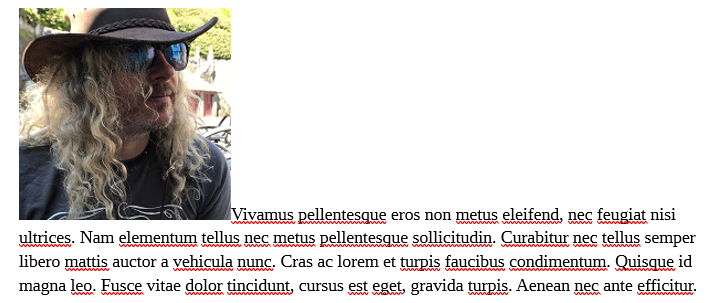 Vivamus pellentesque eros non metus eleifend, nec feugiat nisi
ultrices. Nam elementum tellus nec metus pellentesque sollicitudin. Curabitur nec tellus semper
libero mattis auctor a vehicula nunc. Cras ac lorem et turpis faucibus condimentum. Quisque id
magna leo. Fusce vitae dolor tincidunt, cursus est eget, gravida turpis. Aenean nec ante efficitur.